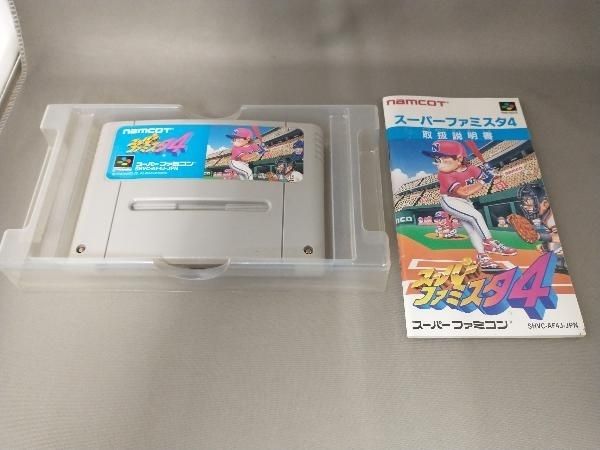 namcot
スーパー
ファミスタ4
スーパーファミコン
SHVC-AF4J-JPN
namcot
スーパーファミスタ4
取扱説明書
スーパー
ファミスタ4
スーパーファミコン
SHVC-AF4J-JPN